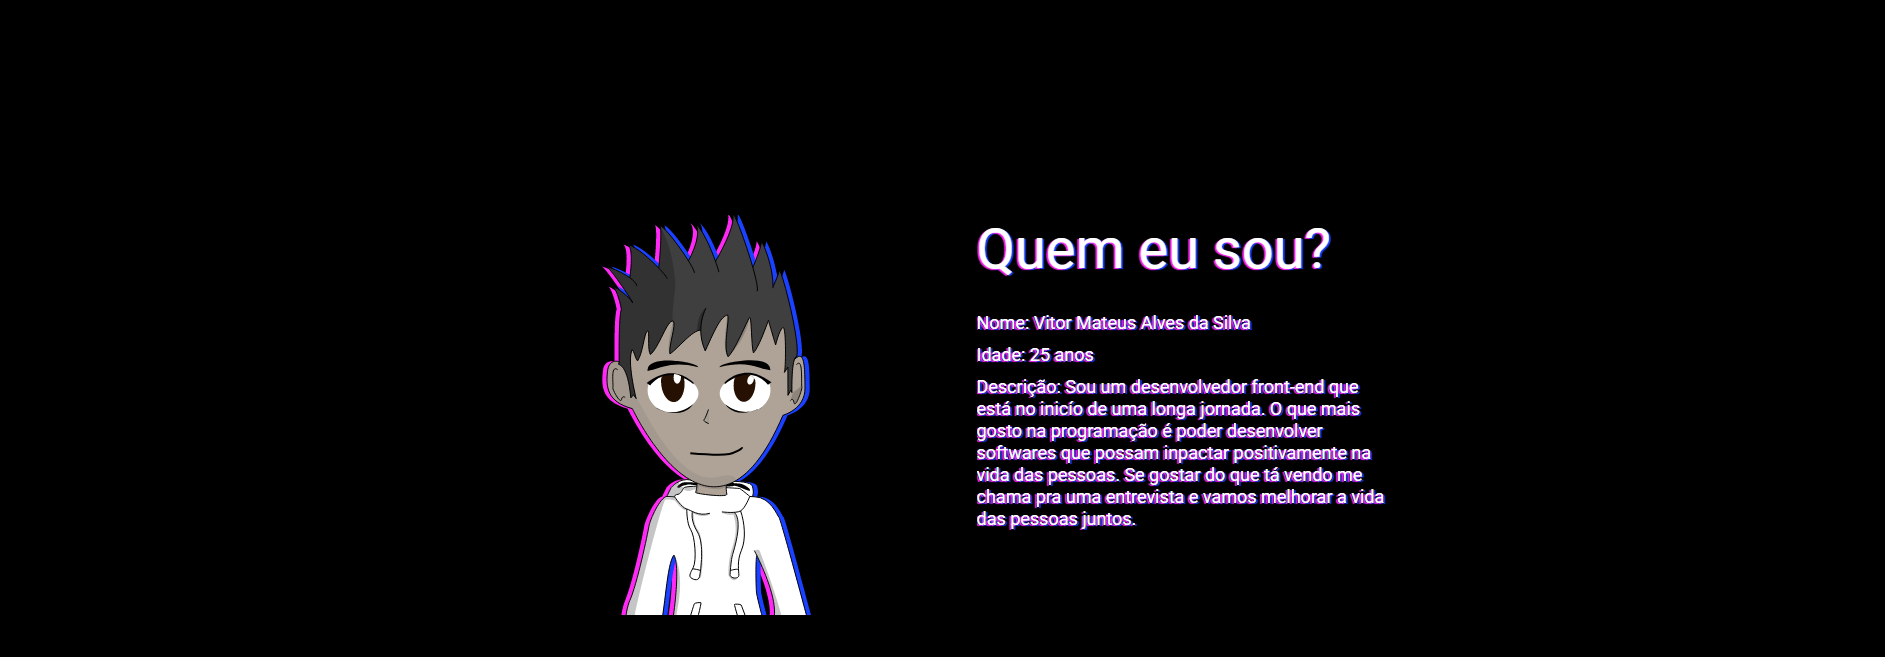 Quem eu sou?
Nome: Vitor Mateus Alves da Silva
Idade: 25 anos
Descrição: Sou um desenvolvedor front-end que
está no inicío de uma longa jornada. O que mais
gosto na programação é poder desenvolver
softwares que possam inpactar positivamente na
vida das pessoas. Se gostar do que tá vendo me
chama pra uma entrevista e vamos melhorar a vida
das pessoas juntos.